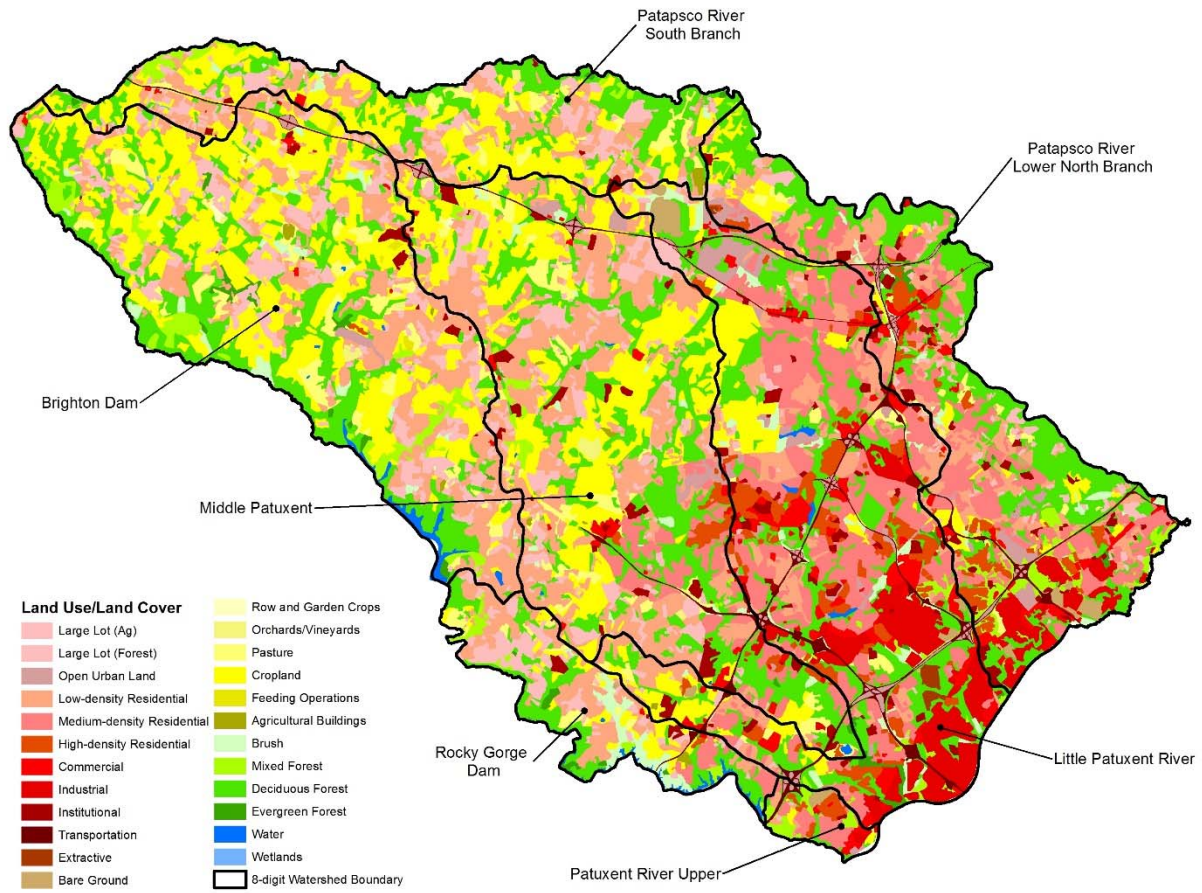 Patapsco River
South Branch
Patapsco River
Lower North Branch
Brighton Dam
Middle Patuxent
Rocky Gorge
Dam
Little Patuxent River
Patuxent River Upper
Land Use/Land Cover
Large Lot (Ag)
Large Lot (Forest)
Open Urban Land
Low-density Residential
Medium-density Residential
High-density Residential
Commercial
Industrial
Institutional
Transportation
Extractive
Bare Ground
Row and Garden Crops
Orchards/Vineyards
Pasture
Cropland
Feeding Operations
Agricultural Buildings
Brush
Mixed Forest
Deciduous Forest
Evergreen Forest
Water
Wetlands
8-digit Watershed Boundary